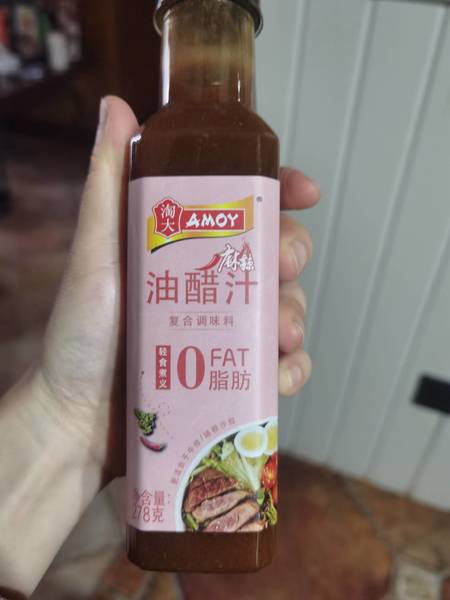 淘大 AMOY
麻辣
油醋汁
复合调味料
轻食煮义
0 FAT
脂肪
净含量:
278克